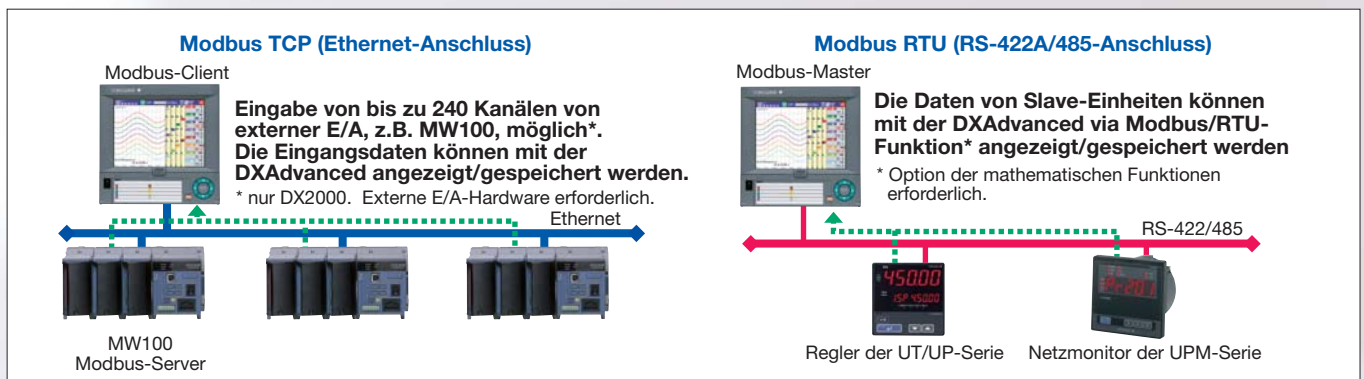 Modbus TCP (Ethernet-Anschluss)
Modbus-Client
Eingabe von bis zu 240 Kanälen von
externer E/A, z.B. MW100, möglich*.
Die Eingangsdaten können mit der
DXAdvanced angezeigt/gespeichert werden.
* nur DX2000. Externe E/A-Hardware erforderlich.
Ethernet
MW100
Modbus-Server
Modbus RTU (RS-422A/485-Anschluss)
Modbus-Master
Die Daten von Slave-Einheiten können
mit der DXAdvanced via Modbus/RTU-
Funktion* angezeigt/gespeichert werden
* Option der mathematischen Funktionen
erforderlich.
RS-422/485
450.00
Regler der UT/UP-Serie
Netzmonitor der UPM-Serie